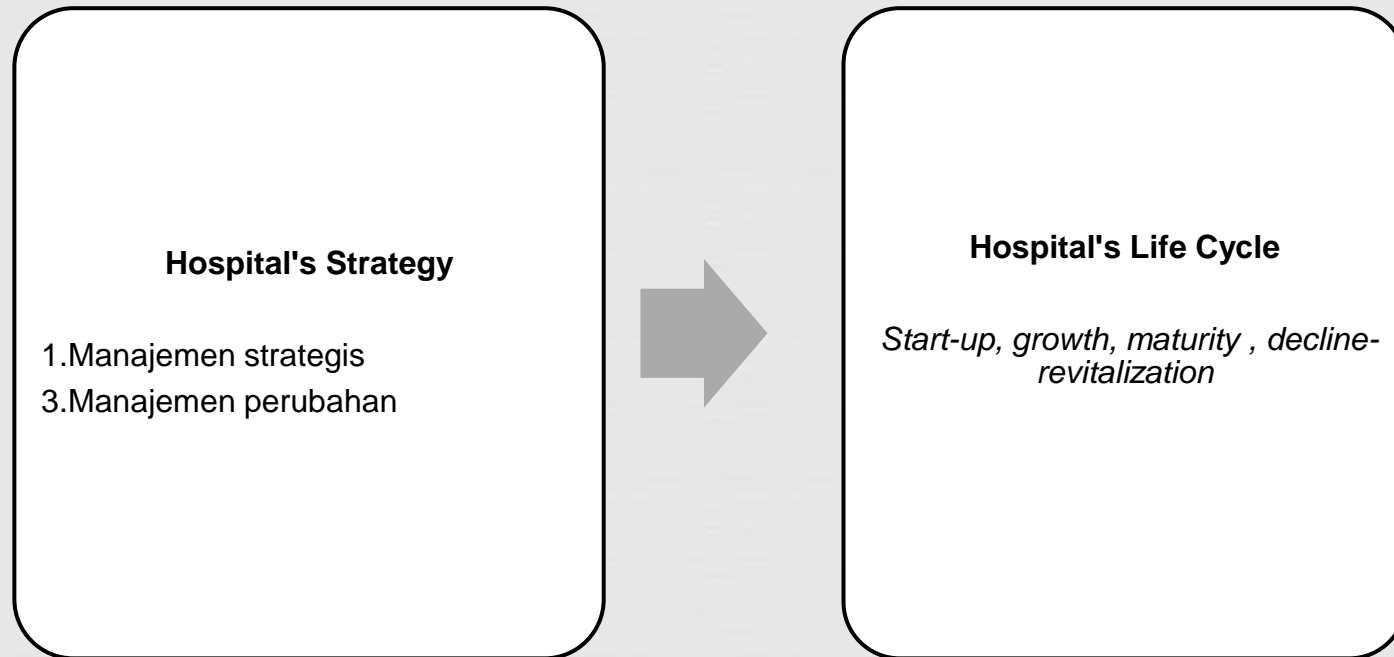 Hospital's Strategy
1.Manajemen strategis
3.Manajemen perubahan
Hospital's Life Cycle
Start-up, growth, maturity , decline-
revitalization